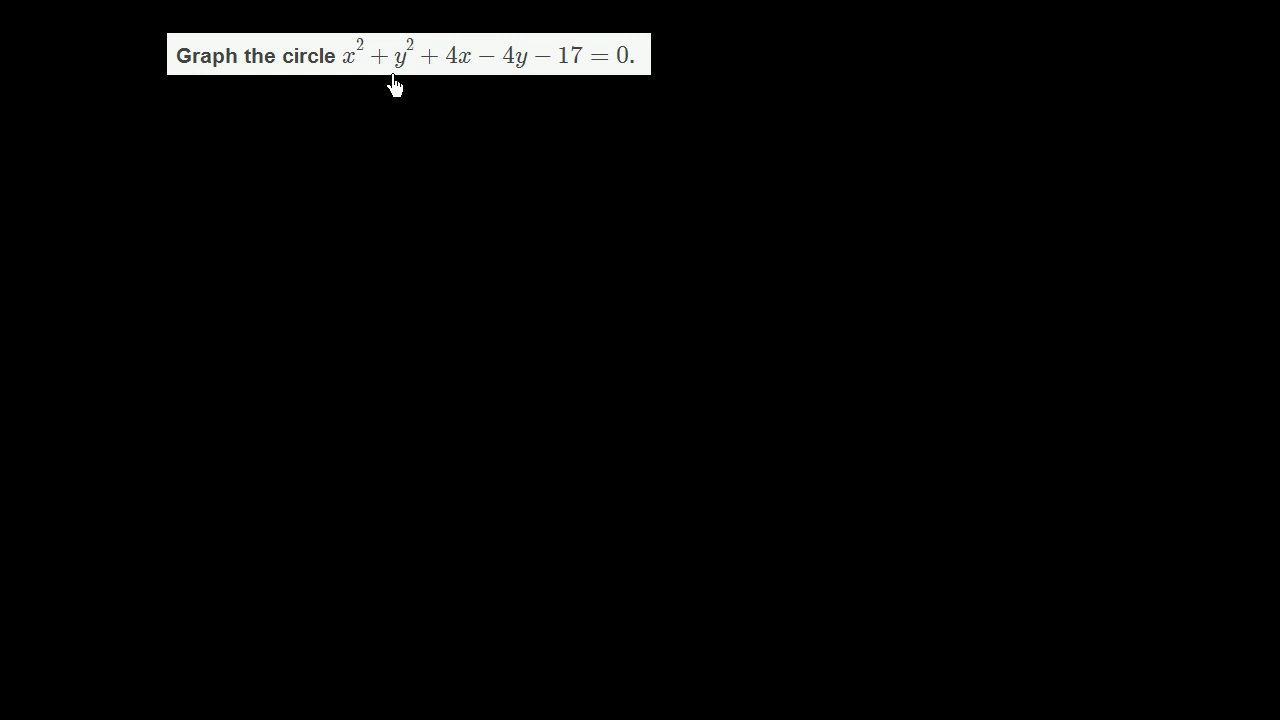 Graph the circle x² + y² + 4x − 4y − 17 = 0.